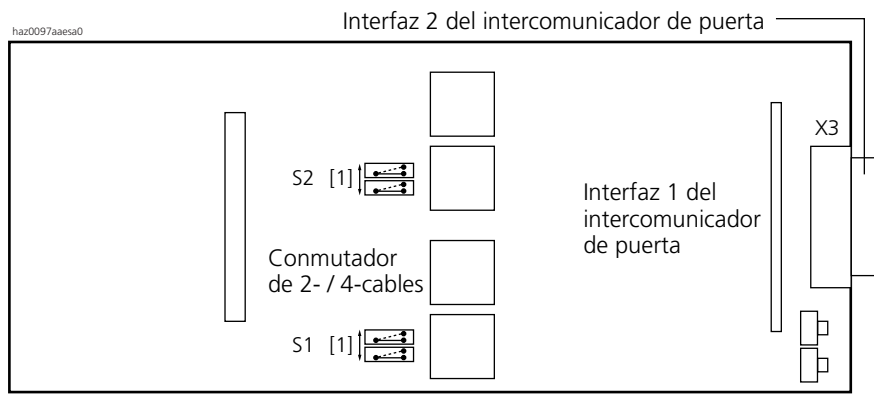 haz0097aaesa0
Interfaz 2 del intercomunicador de puerta
X3
S2 [1]
Interfaz 1 del
intercomunicador
de puerta
Conmutador
de 2- / 4-cables
S1 [1]